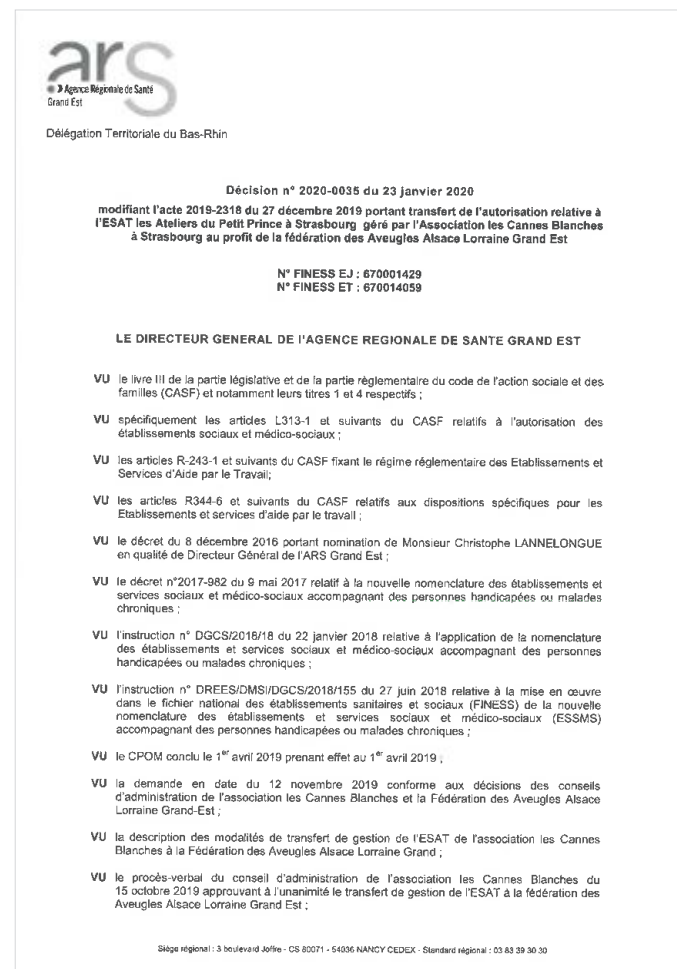 ars
Agence Régionale de Santé
Grand Est
Délégation Territoriale du Bas-Rhin
Décision n° 2020-0035 du 23 janvier 2020
modifiant l'acte 2019-2318 du 27 décembre 2019 portant transfert de l'autorisation relative à
l'ESAT les Ateliers du Petit Prince à Strasbourg géré par l'Association les Cannes Blanches
à Strasbourg au profit de la fédération des Aveugles Alsace Lorraine Grand Est
N° FINESS EJ : 670001429
N° FINESS ET : 670014059
LE DIRECTEUR GENERAL DE l'AGENCE REGIONALE DE SANTE GRAND EST
VU le livre III de la partie législative et de la partie règlementaire du code de l'action sociale et des
familles (CASF) et notamment leurs titres 1 et 4 respectifs ;
VU spécifiquement les articles L313-1 et suivants du CASF relatifs à l'autorisation des
établissements sociaux et médico-sociaux ;
VU les articles R-243-1 et suivants du CASF fixant le régime réglementaire des Etablissements et
Services d'Aide par le Travail;
VU les articles R344-6 et suivants du CASF relatifs aux dispositions spécifiques pour les
Etablissements et services d'aide par le travail ;
VU le décret du 8 décembre 2016 portant nomination de Monsieur Christophe LANNELONGUE
en qualité de Directeur Général de l'ARS Grand Est ;
VU le décret n°2017-982 du 9 mai 2017 relatif à la nouvelle nomenclature des établissements et
services sociaux et médico-sociaux accompagnant des personnes handicapées ou malades
chroniques ;
VU l'instruction n° DGCS/2018/18 du 22 janvier 2018 relative à l'application de la nomenclature
des établissements et services sociaux et médico-sociaux accompagnant des personnes
handicapées ou malades chroniques ;
VU l'instruction n° DREES/DMSI/DGCS/2018/155 du 27 juin 2018 relative à la mise en œuvre
dans le fichier national des établissements sanitaires et sociaux (FINESS) de la nouvelle
nomenclature des établissements et services sociaux et médico-sociaux (ESSMS)
accompagnant des personnes handicapées ou malades chroniques ;
VU le CPOM conclu le 1er avril 2019 prenant effet au 1er avril 2019 ;
VU la demande en date du 12 novembre 2019 conforme aux décisions des conseils
d'administration de l'association les Cannes Blanches et la Fédération des Aveugles Alsace
Lorraine Grand-Est ;
VU la description des modalités de transfert de gestion de l'ESAT de l'association les Cannes
Blanches à la Fédération des Aveugles Alsace Lorraine Grand ;
VU le procès-verbal du conseil d'administration de l'association les Cannes Blanches du
15 octobre 2019 approuvant à l'unanimité le transfert de gestion de l'ESAT à la fédération des
Aveugles Alsace Lorraine Grand Est ;
Siège régional : 3 boulevard Joffre - CS 80071 - 54036 NANCY CEDEX - Standard régional : 03 83 39 30 30